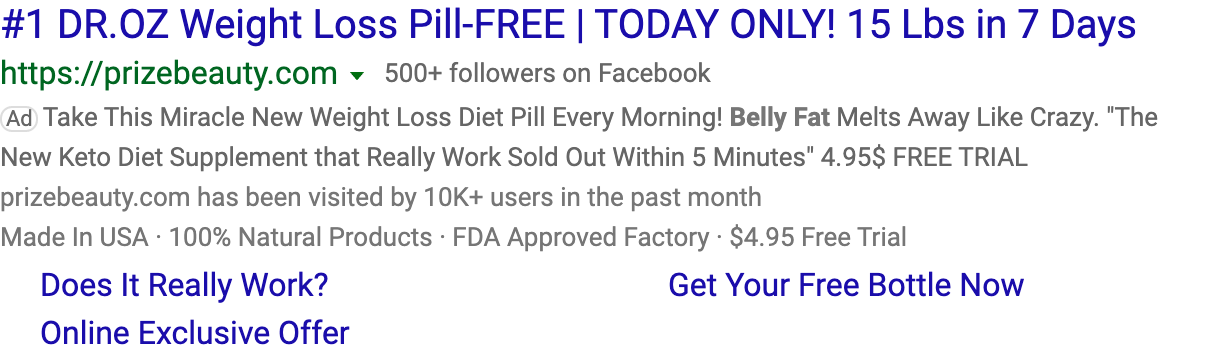 #1 DR.OZ Weight Loss Pill-FREE | TODAY ONLY! 15 Lbs in 7 Days
https://prizebeauty.com 500+ followers on Facebook
Ad Take This Miracle New Weight Loss Diet Pill Every Morning! Belly Fat Melts Away Like Crazy. "The
New Keto Diet Supplement that Really Work Sold Out Within 5 Minutes" 4.95$ FREE TRIAL
prizebeauty.com has been visited by 10K+ users in the past month
Made In USA · 100% Natural Products · FDA Approved Factory · $4.95 Free Trial
Does It Really Work? Get Your Free Bottle Now
Online Exclusive Offer